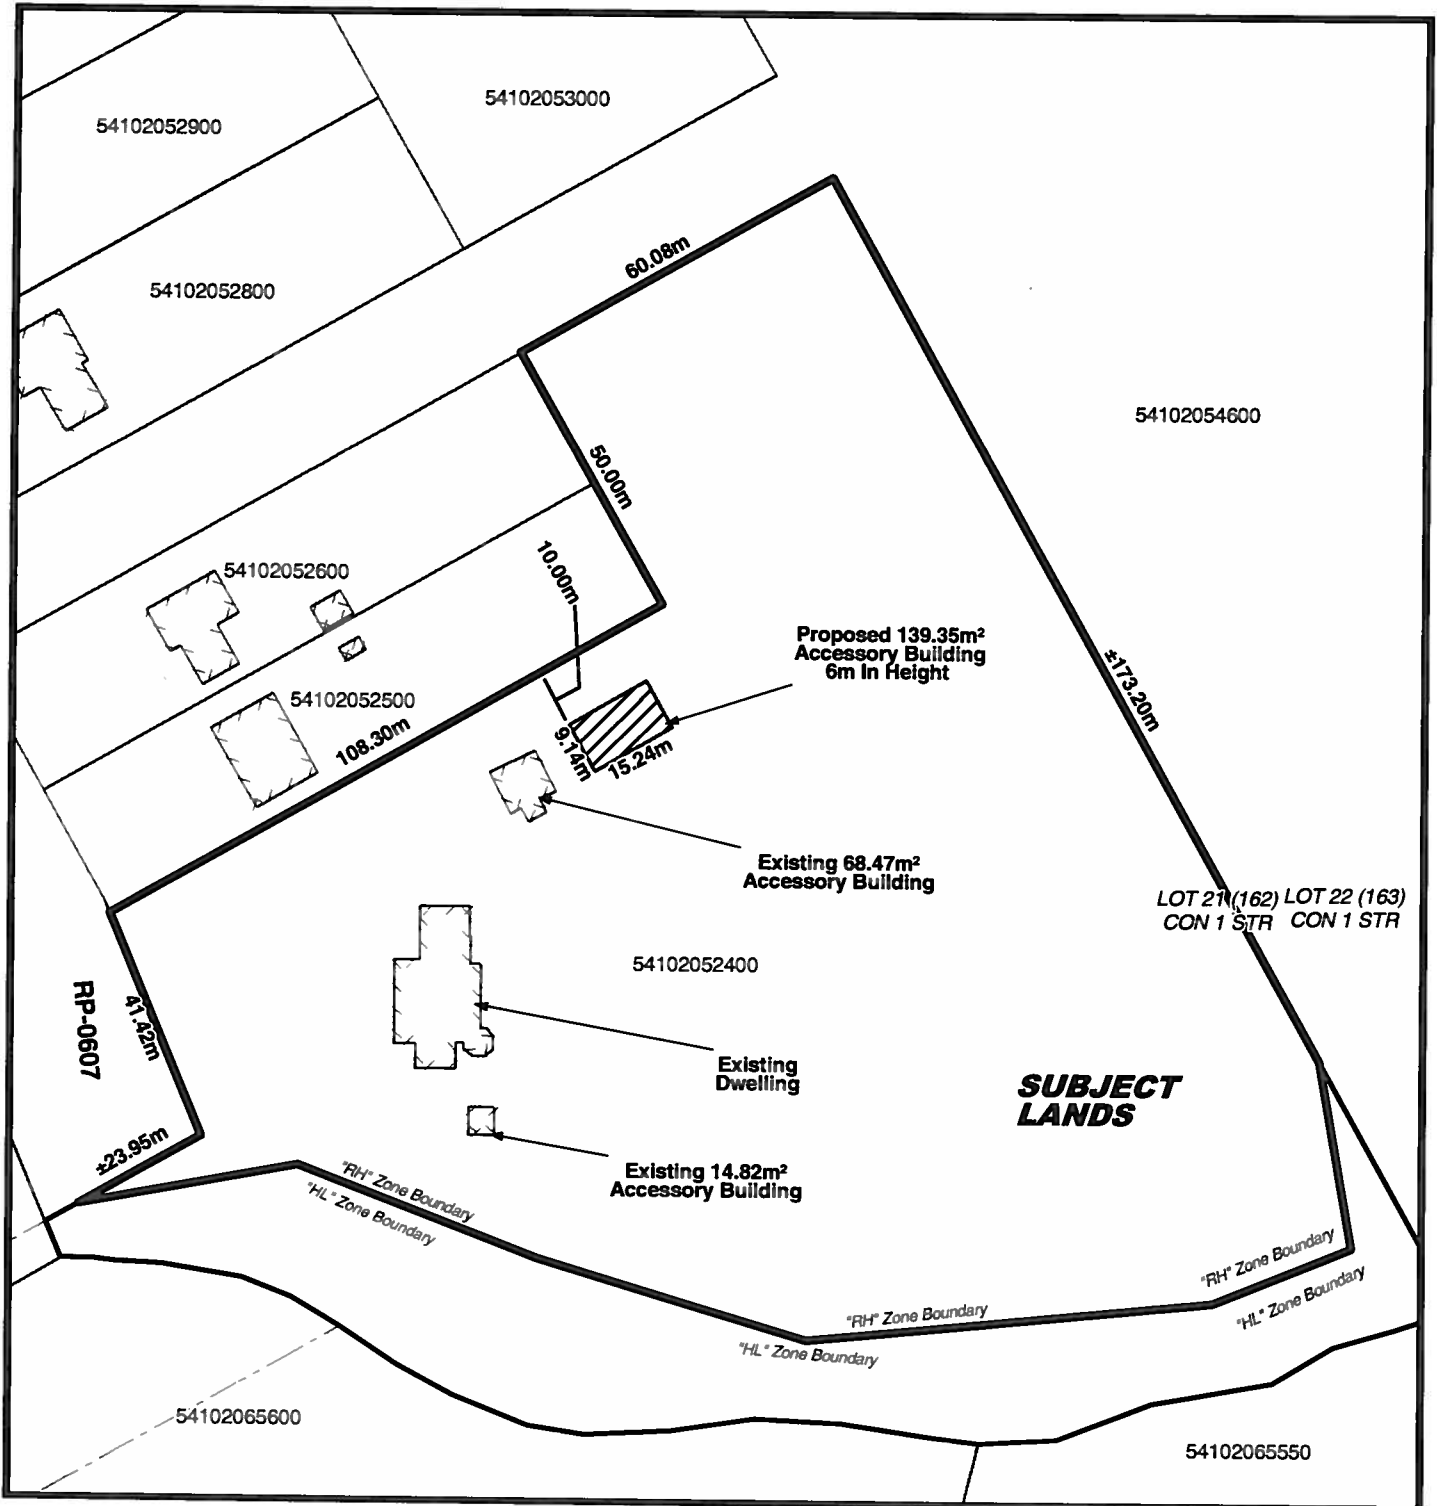 54102053000
54102052900
60.08m
54102052800
54102054600
50.00m
10.00m
54102052600
Proposed 139.35m²
Accessory Building
6m In Height
±173.20m
54102052500
108.30m
9.14m
15.24m
Existing 68.47m²
Accessory Building
LOT 21 (162)
CON 1 STR
LOT 22 (163)
CON 1 STR
54102052400
RP-0607
41.42m
Existing
Dwelling
SUBJECT
LANDS
±23.95m
Existing 14.82m²
Accessory Building
"RH" Zone Boundary
"HL" Zone Boundary
"RH" Zone Boundary
"HL" Zone Boundary
"RH" Zone Boundary
"HL" Zone Boundary
54102065600
54102065550